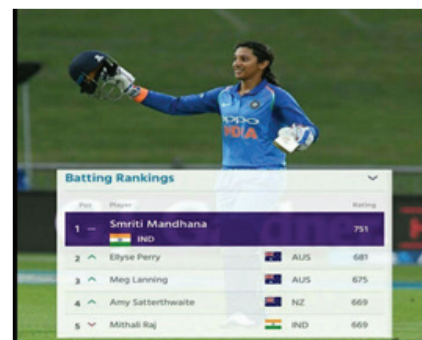 oppo
INDIA
Batting Rankings
Pos Player Rating
1 — Smriti Mandhana 751
IND
2 Ellyse Perry AUS 681
3 Meg Lanning AUS 675
4 Amy Satterthwaite NZ 669
5 Mithali Raj IND 669